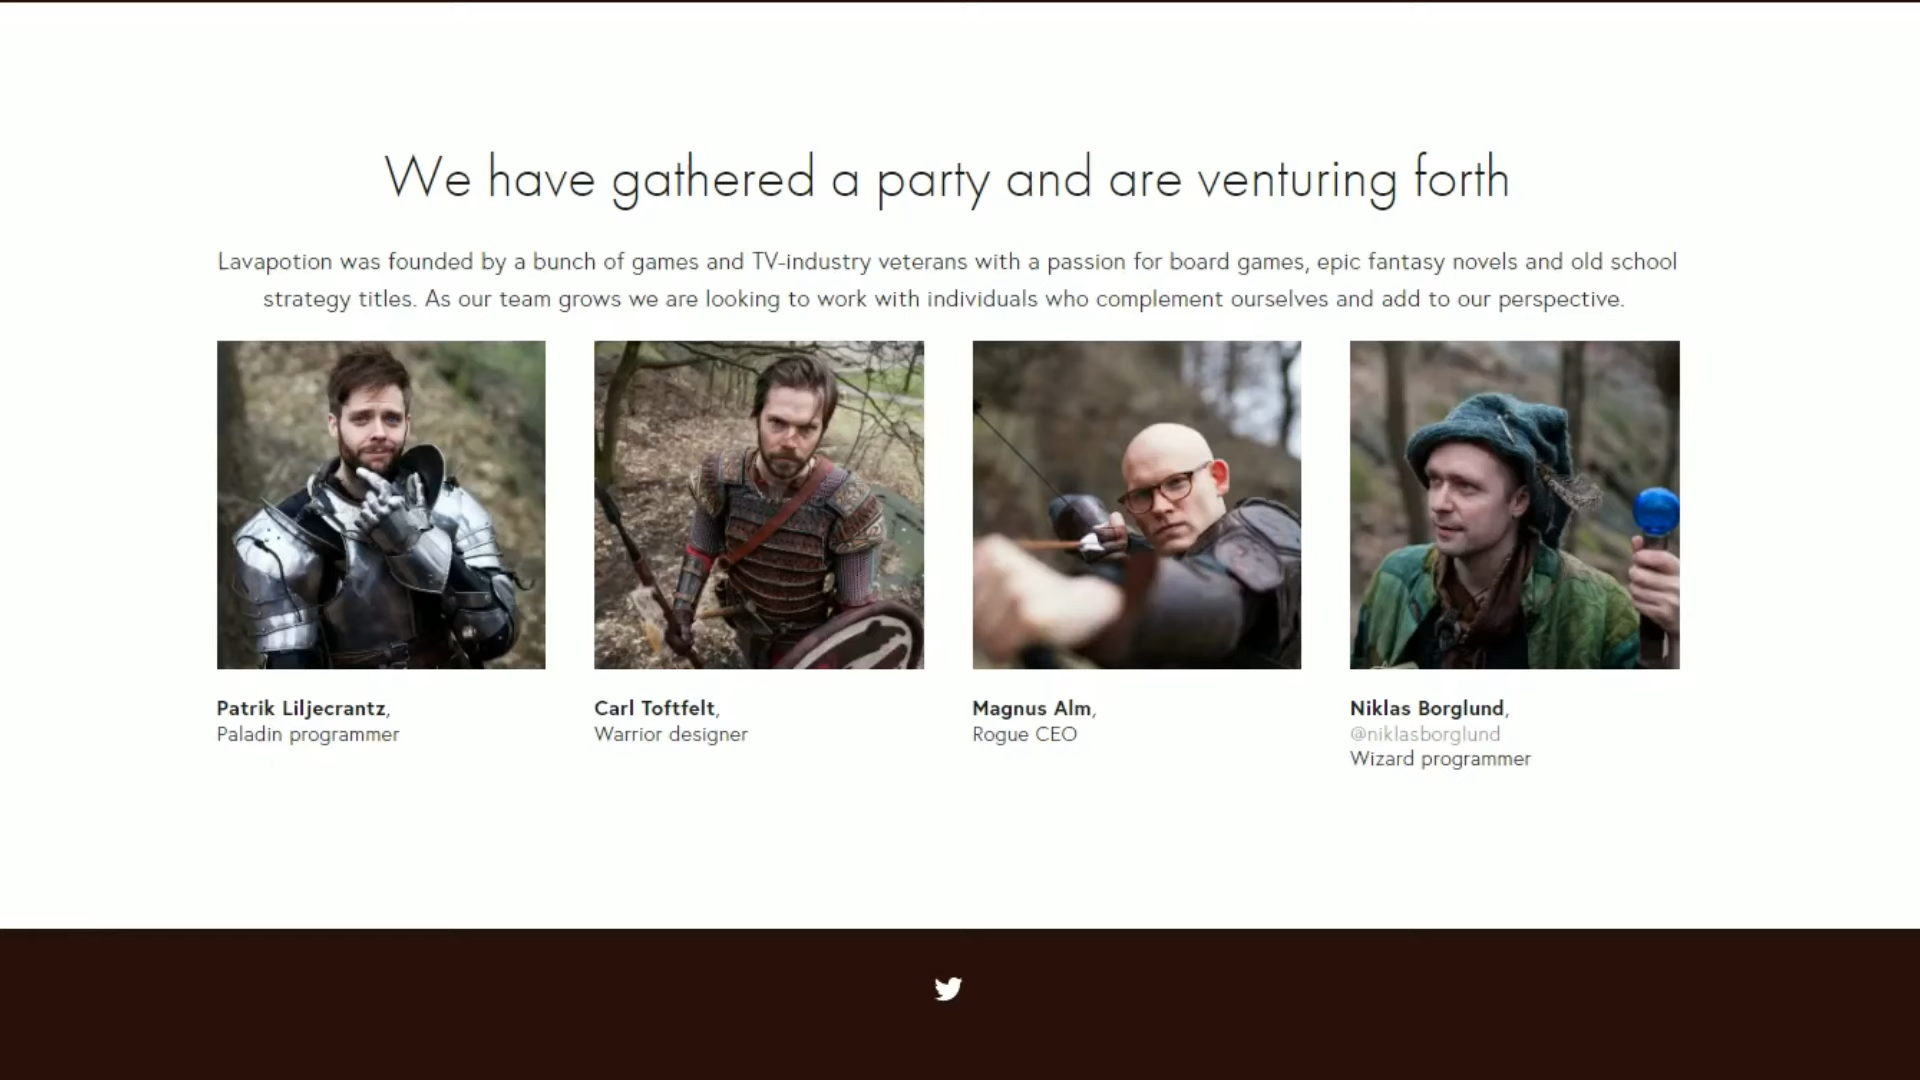 We have gathered a party and are venturing forth
Lavapotion was founded by a bunch of games and TV-industry veterans with a passion for board games, epic fantasy novels and old school
strategy titles. As our team grows we are looking to work with individuals who complement ourselves and add to our perspective.
Patrik Liljecrantz,
Paladin programmer
Carl Toftfelt,
Warrior designer
Magnus Alm,
Rogue CEO
Niklas Borglund,
@niklasborglund
Wizard programmer